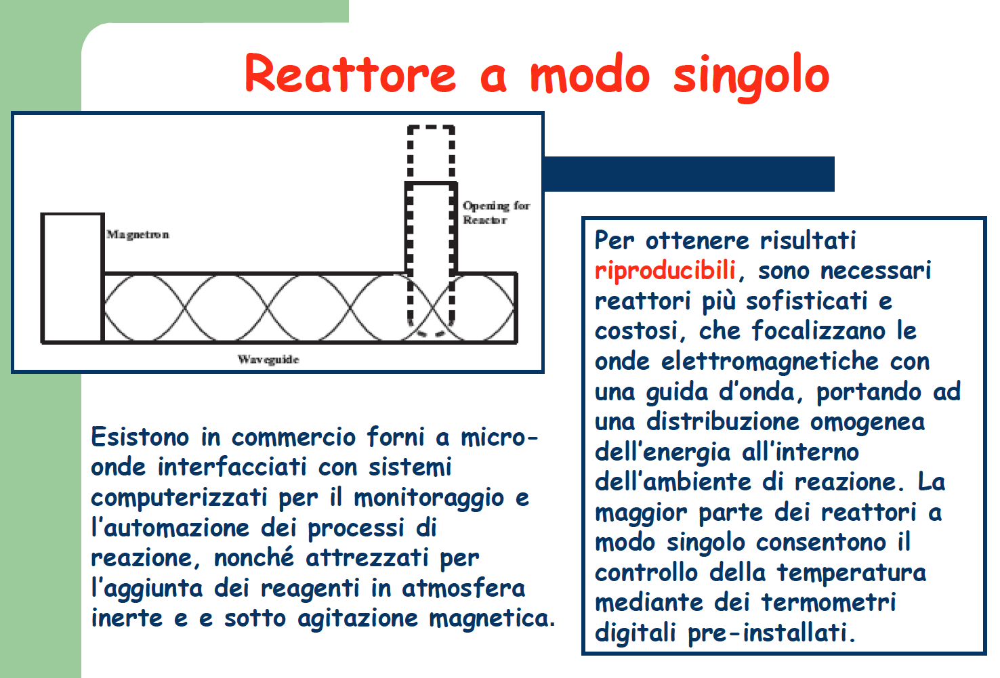 Reattore a modo singolo
Opening for
Reactor
Magnetron
Waveguide
Per ottenere risultati
riproducibili, sono necessari
reattori più sofisticati e
costosi, che focalizzano le
onde elettromagnetiche con
una guida d'onda, portando ad
una distribuzione omogenea
dell'energia all'interno
dell'ambiente di reazione. La
maggior parte dei reattori a
modo singolo consentono il
controllo della temperatura
mediante dei termometri
digitali pre-installati.
Esistono in commercio forni a micro-
onde interfacciati con sistemi
computerizzati per il monitoraggio e
l'automazione dei processi di
reazione, nonché attrezzati per
l'aggiunta dei reagenti in atmosfera
inerte e e sotto agitazione magnetica.